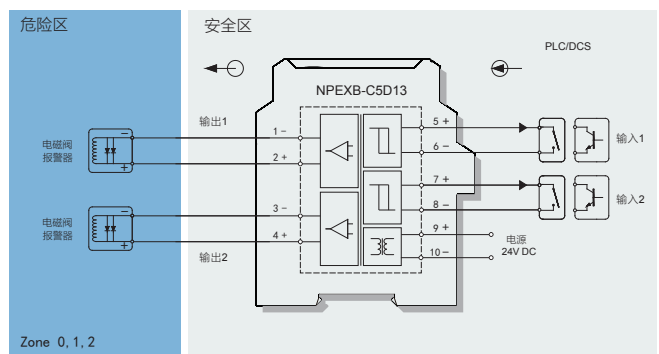 危险区
安全区
PLC/DCS
NPEXB-C5D13
输出1
1 −
2 +
5 +
6 −
输入1
电磁阀
报警器
−
+
7 +
8 −
输入2
3 −
4 +
电磁阀
报警器
−
+
输出2
9 +
10 −
电源
24V DC
Zone 0,1,2